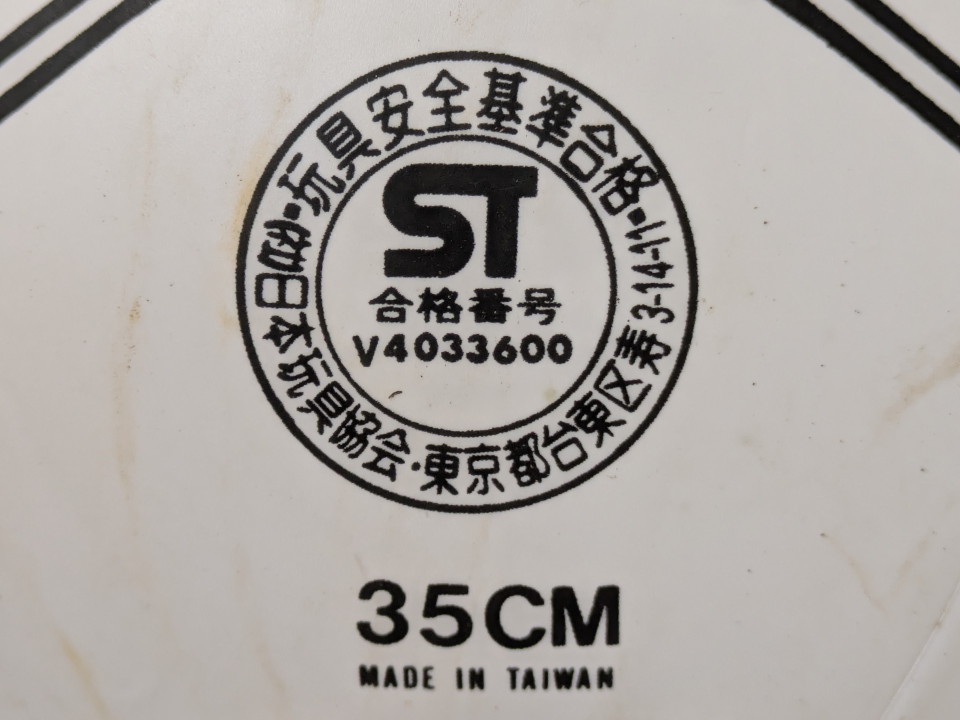 玩具安全基準合格
ST
合格番号
V4033600
日本玩具協会・東京都台東区寿3-14-11
35CM
MADE IN TAIWAN